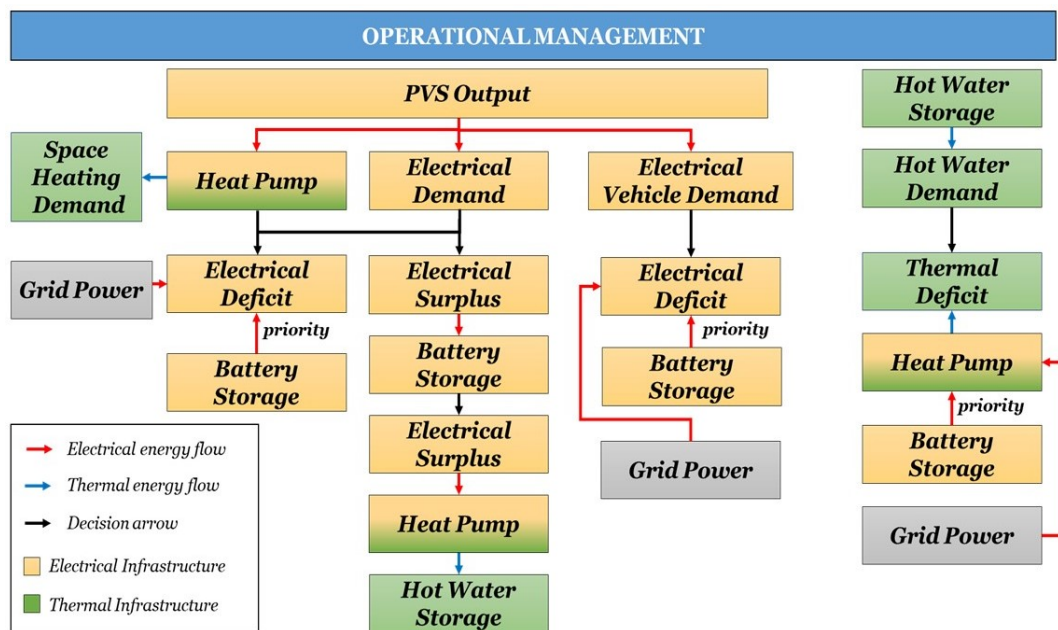 OPERATIONAL MANAGEMENT
PVS Output
Hot Water
Storage
Space
Heating
Demand
Heat Pump
Electrical
Demand
Electrical
Vehicle Demand
Hot Water
Demand
Grid Power
Electrical
Deficit
Electrical
Surplus
Electrical
Deficit
Thermal
Deficit
priority
priority
Battery
Storage
Battery
Storage
Battery
Storage
Heat Pump
priority
Electrical
Surplus
Grid Power
Battery
Storage
Heat Pump
Grid Power
Hot Water
Storage
Electrical energy flow
Thermal energy flow
Decision arrow
Electrical Infrastructure
Thermal Infrastructure